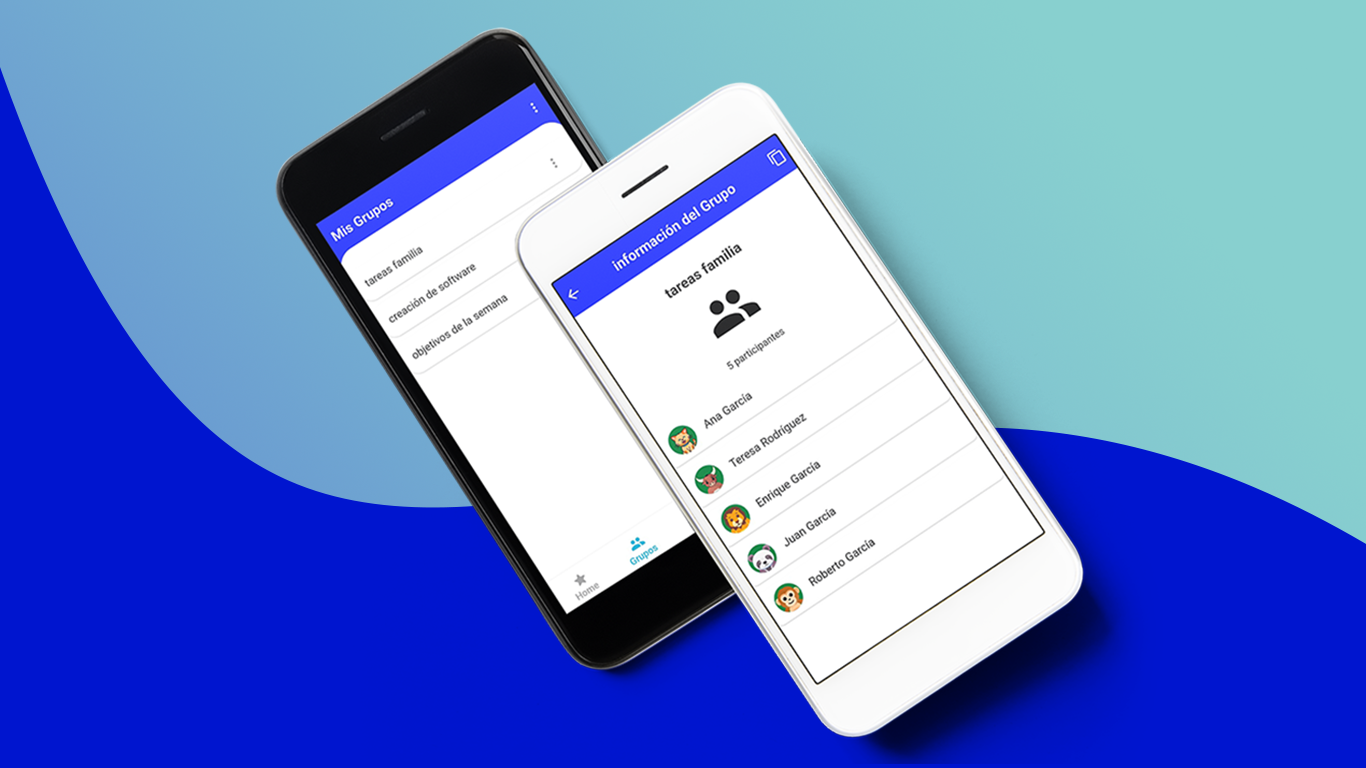 Mis Grupos
tareas familia
creación de software
objetivos de la semana
Home
Grupos
información del Grupo
tareas familia
5 participantes
Ana García
Teresa Rodríguez
Enrique García
Juan García
Roberto García